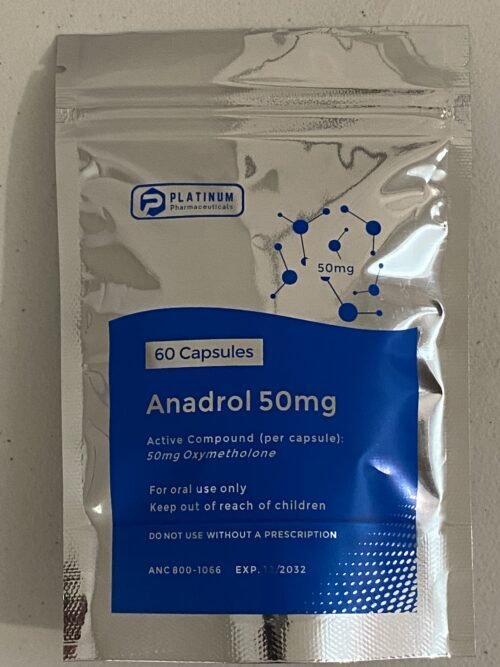 PLATINUM
Pharmaceuticals
50mg
60 Capsules
Anadrol 50mg
Active Compound (per capsule):
50mg Oxymetholone
For oral use only
Keep out of reach of children
DO NOT USE WITHOUT A PRESCRIPTION
ANC 800-1066 EXP.